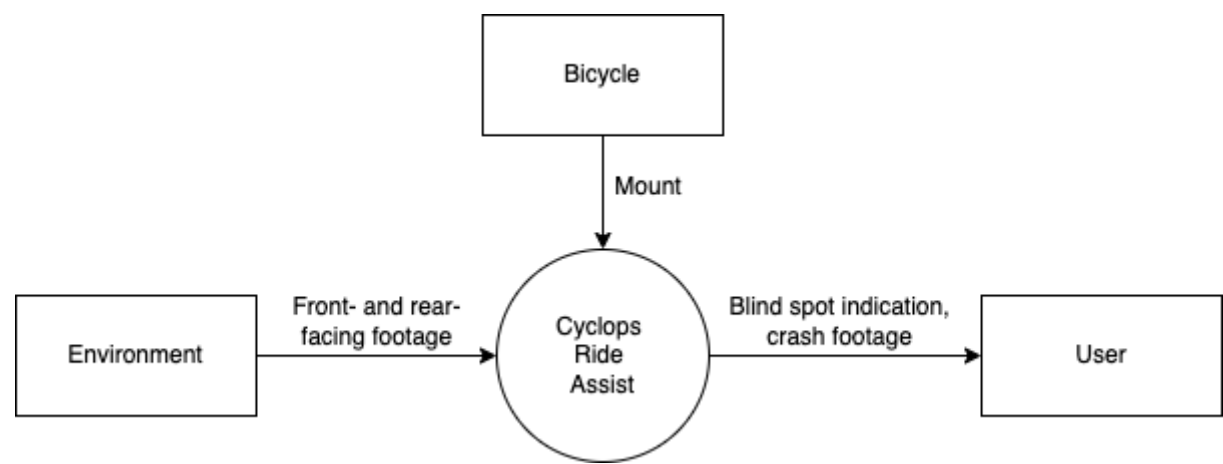 Bicycle
Mount
Front- and rear-
facing footage
Environment
Cyclops
Ride
Assist
Blind spot indication,
crash footage
User